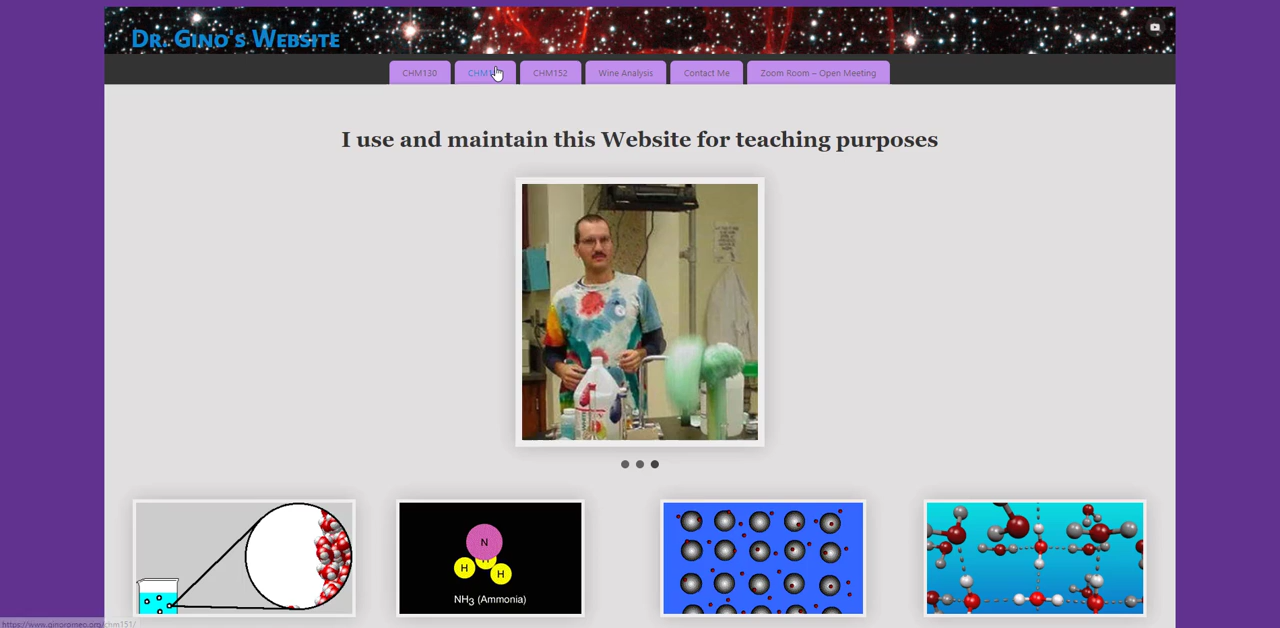 Dr. Gino's Website
CHM130
CHM152
Wine Analysis
Contact Me
Zoom Room – Open Meeting
I use and maintain this Website for teaching purposes
N
H
H
H
NH3 (Ammonia)